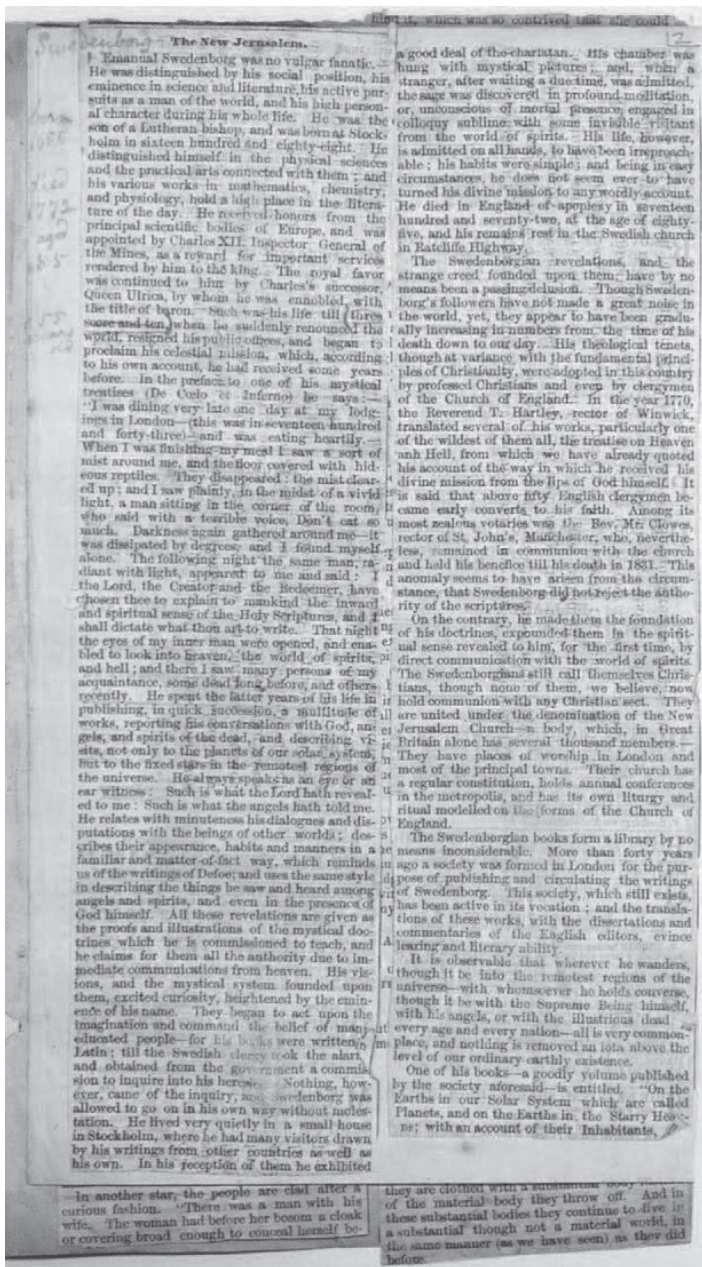 Swedenborg
born
died
1772
aged
85
12
him it, which was so contrived that she could
The New Jerusalem.
Emanual Swedenborg was no vulgar fanatic.—
He was distinguished by his social position, his
eminence in science and literature, his active pur-
suits as a man of the world, and his high person-
al character during his whole life. He was the
son of a Lutheran bishop, and was born at Stock-
holm in sixteen hundred and eighty-eight. He
distinguished himself in the physical sciences
and the practical arts connected with them; and
his various works in mathematics, chemistry,
and physiology, hold a high place in the litera-
ture of the day. He received honors from the
principal scientific bodies of Europe, and was
appointed by Charles XII. Inspector General of
the Mines, as a reward for important services
rendered by him to the king. The royal favor
was continued to him by Charles's successor,
Queen Ulrica, by whom he was ennobled, with
the title of baron. Such was his life till three
score and ten, when he suddenly renounced the
world, resigned his public offices, and began to
proclaim his celestial mission, which, according
to his own account, he had received some years
before. In the preface to one of his mystical
treatises (De Cœlo et Inferno) he says:—
"I was dining very late one day at my lodg-
ings in London—(this was in seventeen hundred
and forty-three)—and was eating heartily.—
When I was finishing my meal I saw a sort of
mist around me, and the floor covered with hid-
eous reptiles. They disappeared: the mist clear-
ed up; and I saw plainly, in the midst of a vivid
light, a man sitting in the corner of the room,
who said with a terrible voice, Don't eat so
much. Darkness again gathered around me—it
was dissipated by degrees, and I found myself
alone. The following night the same man, ra-
diant with light, appeared to me and said: I
the Lord, the Creator and the Redeemer, have
chosen thee to explain to mankind the inward
and spiritual sense of the Holy Scriptures, and I
shall dictate what thou art to write. That night
the eyes of my inner man were opened, and ena-
bled to look into heaven, the world of spirits,
and hell; and there I saw many persons of my
acquaintance, some dead long before, and others
recently. He spent the latter years of his life in
publishing, in quick succession, a multitude of
works, reporting his conversations with God, an-
gels, and spirits of the dead, and describing vi-
sits, not only to the planets of our solar system,
but to the fixed stars in the remotest regions of
the universe. He always speaks as an eye or an
ear witness: Such is what the Lord hath reveal-
ed to me: Such is what the angels hath told me.
He relates with minuteness his dialogues and dis-
putations with the beings of other worlds; des-
cribes their appearance, habits and manners in a
familiar and matter-of-fact way, which reminds
us of the writings of Defoe; and uses the same style
in describing the things he saw and heard among
angels and spirits, and even in the presence of
God himself. All these revelations are given as
the proofs and illustrations of the mystical doc-
trines which he is commissioned to teach, and
he claims for them all the authority due to im-
mediate communications from heaven. His vis-
ions, and the mystical system founded upon
them, excited curiosity, heightened by the emin-
ence of his name. They began to act upon the
imagination and command the belief of many
educated people—for his books were written in
Latin; till the Swedish clergy took the alarm
and obtained from the government a commis-
sion to inquire into his heresies. Nothing, how-
ever, came of the inquiry, and Swedenborg was
allowed to go on in his own way without moles-
tation. He lived very quietly in a small house
in Stockholm, where he had many visitors drawn
by his writings from other countries as well as
his own. In his reception of them he exhibited
a good deal of the charlatan. His chamber was
hung with mystical pictures; and, when a
stranger, after waiting a due time, was admitted,
the sage was discovered in profound meditation,
or, unconscious of mortal presence, engaged in
colloquy sublime with some invisible visitant
from the world of spirits. His life, however,
is admitted on all hands, to have been irreproach-
able; his habits were simple; and being in easy
circumstances, he does not seem ever to have
turned his divine mission to any wordly account.
He died in England of apoplexy in seventeen
hundred and seventy-two, at the age of eighty-
five, and his remains rest in the Swedish church
in Ratcliffe Highway.
The Swedenborgian revelations, and the
strange creed founded upon them, have by no
means been a passing delusion. Though Sweden-
borg's followers have not made a great noise in
the world, yet, they appear to have been gradu-
ally increasing in numbers from the time of his
death down to our day. His theological tenets,
though at variance with the fundamental princi-
ples of Christianity, were adopted in this country
by professed Christians and even by clergymen
of the Church of England. In the year 1770,
the Reverend T. Hartley, rector of Winwick,
translated several of his works, particularly one
of the wildest of them all, the treatise on Heaven
anh Hell, from which we have already quoted
his account of the way in which he received his
divine mission from the lips of God himself. It
is said that above fifty English clergymen be-
came early converts to his faith. Among its
most zealous votaries was the Rev. Mr. Clowes,
rector of St. John's, Manchester, who, neverthe-
less, remained in communion with the church
and held his benefice till his death in 1831. This
anomaly seems to have arisen from the circum-
stance, that Swedenborg did not reject the autho-
rity of the scriptures.
On the contrary, he made them the foundation
of his doctrines, expounded them in the spirit-
ual sense revealed to him, for the first time, by
direct communication with the world of spirits.
The Swedenborgians still call themselves Chris-
tians, though none of them, we believe, now
hold communion with any Christian sect. They
are united under the denomination of the New
Jerusalem Church—a body, which, in Great
Britain alone has several thousand members.—
They have places of worship in London and
most of the principal towns. Their church has
a regular constitution, holds annual conferences
in the metropolis, and has its own liturgy and
ritual modelled on the forms of the Church of
England.
The Swedenborgian books form a library by no
means inconsiderable. More than forty years
ago a society was formed in London for the pur-
pose of publishing and circulating the writings
of Swedenborg. This society, which still exists,
has been active in its vocation; and the transla-
tions of these works, with the dissertations and
commentaries of the English editors, evince
learing and literary ability.
It is observable that wherever he wanders,
though it be into the remotest regions of the
universe—with whomsoever he holds converse,
though it be with the Supreme Being himself,
with his angels, or with the illustrious dead
every age and every nation—all is very common-
place, and nothing is removed an iota above the
level of our ordinary earthly existence.
One of his books—a goodly volume published
by the society aforesaid—is entitled. "On the
Earths in our Solar System which are called
Planets, and on the Earths in the Starry Hea-
ns; with an account of their Inhabitants,
In another star, the people are clad after a
curious fashion. "There was a man with his
wife. The woman had before her bosom a cloak
or covering broad enough to conceal herself be-
they are clothed with a substantial body
of the material body they throw off. And in
these substantial bodies they continue to live in
a substantial though not a material world, in
the same manner (as we have seen) as they did
before.